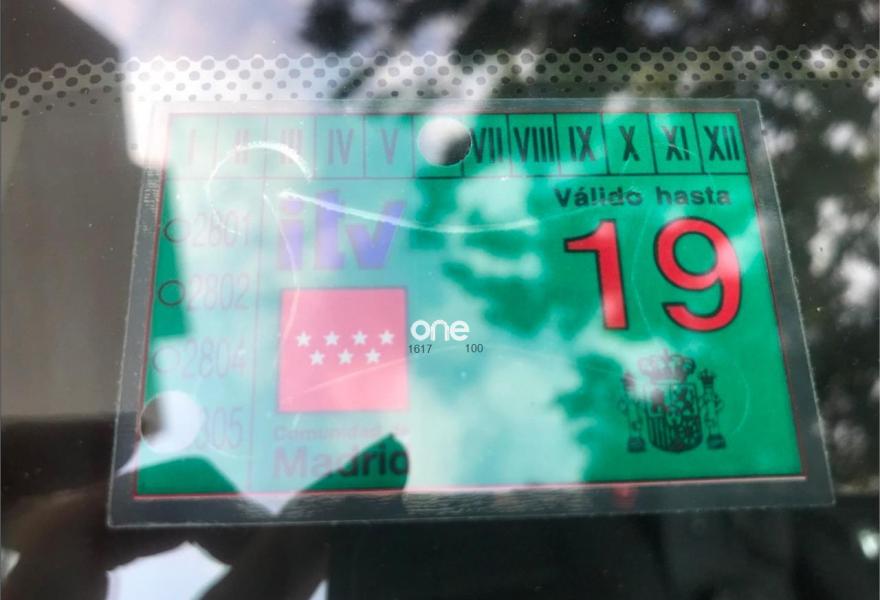 I II III IV V VII VIII IX X XI XII
Válido hasta
19
itv
2801
2802
2804
805
one
1617 100
Comunidad de
Madrid